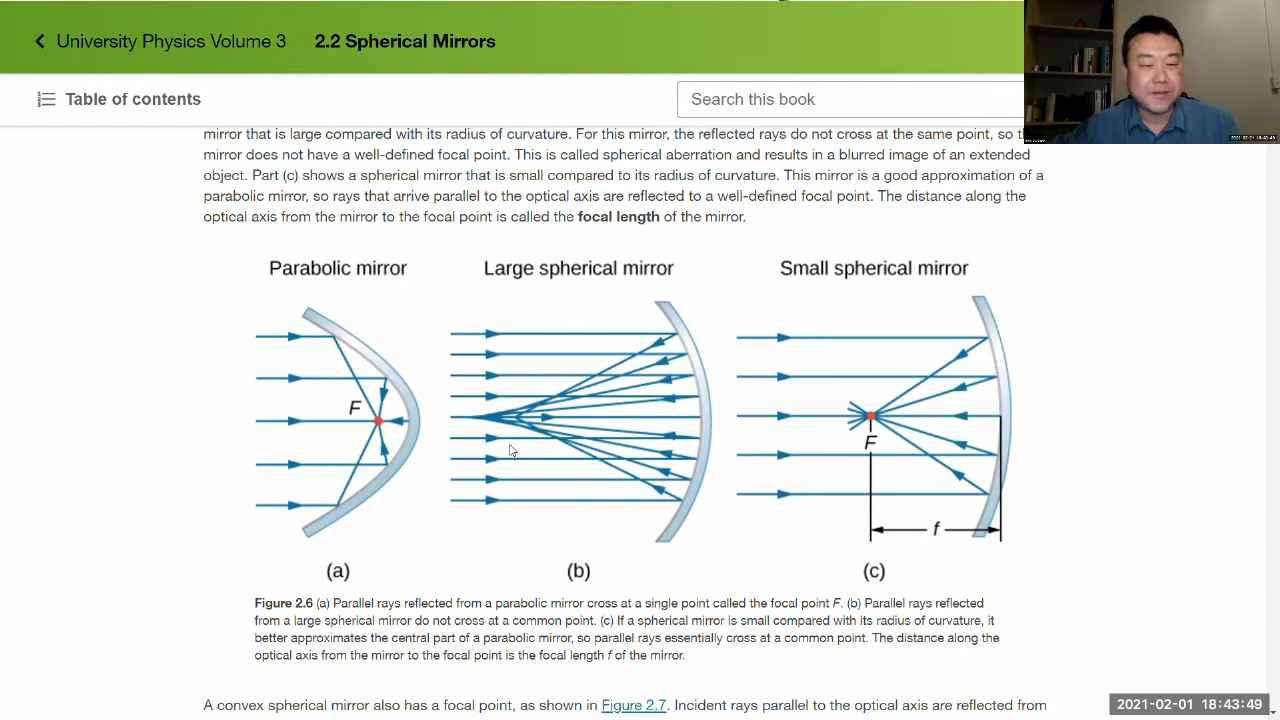 University Physics Volume 3 2.2 Spherical Mirrors
Table of contents
Search this book
mirror that is large compared with its radius of curvature. For this mirror, the reflected rays do not cross at the same point, so
mirror does not have a well-defined focal point. This is called spherical aberration and results in a blurred image of an extended
object. Part (c) shows a spherical mirror that is small compared to its radius of curvature. This mirror is a good approximation of a
parabolic mirror, so rays that arrive parallel to the optical axis are reflected to a well-defined focal point. The distance along the
optical axis from the mirror to the focal point is called the focal length of the mirror.
Parabolic mirror Large spherical mirror Small spherical mirror
F
F
f
(a) (b) (c)
Figure 2.6 (a) Parallel rays reflected from a parabolic mirror cross at a single point called the focal point F. (b) Parallel rays reflected
from a large spherical mirror do not cross at a common point. (c) If a spherical mirror is small compared with its radius of curvature, it
better approximates the central part of a parabolic mirror, so parallel rays essentially cross at a common point. The distance along the
optical axis from the mirror to the focal point is the focal length f of the mirror.
A convex spherical mirror also has a focal point, as shown in Figure 2.7. Incident rays parallel to the optical axis are reflected from
2021-02-01 18:43:49